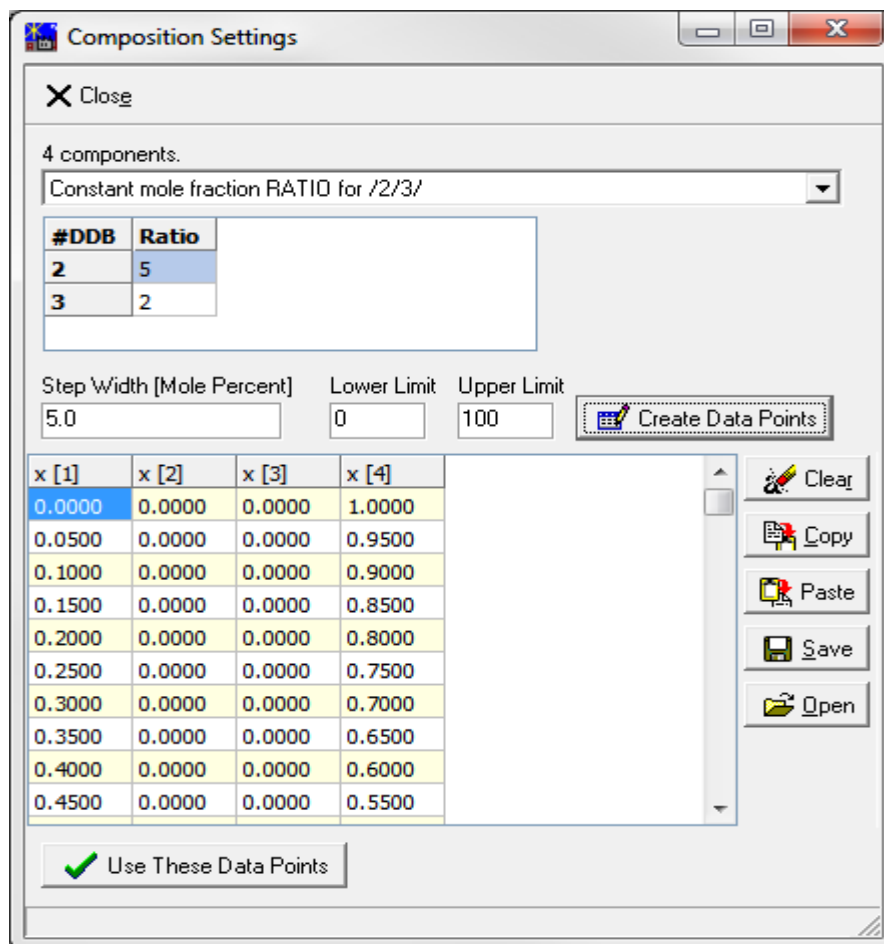 Composition Settings
Close
4 components.
Constant mole fraction RATIO for /2/3/
#DDB Ratio
2 5
3 2
Step Width [Mole Percent] Lower Limit Upper Limit
5.0 0 100 Create Data Points
x [1] x [2] x [3] x [4]
0.0000 0.0000 0.0000 1.0000
0.0500 0.0000 0.0000 0.9500
0.1000 0.0000 0.0000 0.9000
0.1500 0.0000 0.0000 0.8500
0.2000 0.0000 0.0000 0.8000
0.2500 0.0000 0.0000 0.7500
0.3000 0.0000 0.0000 0.7000
0.3500 0.0000 0.0000 0.6500
0.4000 0.0000 0.0000 0.6000
0.4500 0.0000 0.0000 0.5500
Clear
Copy
Paste
Save
Open
Use These Data Points